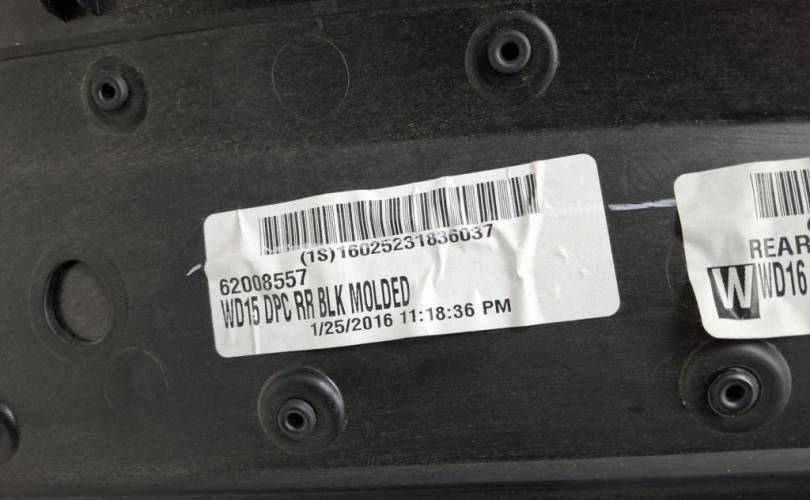 (1S)16025231836037
62008557
WD15 DPC RR BLK MOLDED
1/25/2016 11:18:36 PM
REAR
W
WD16